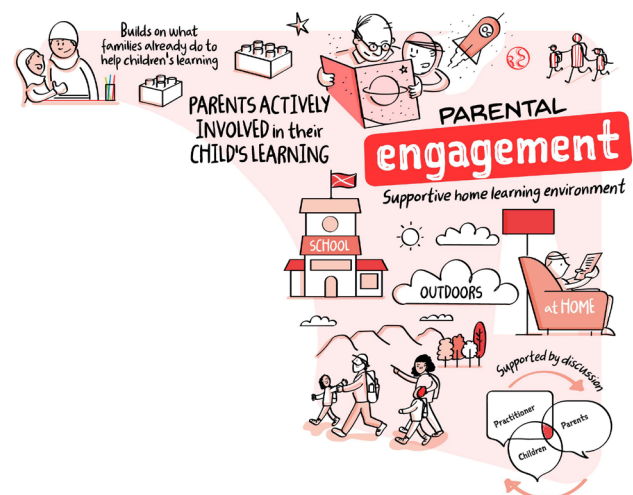 Builds on what
families already do to
help children's learning
PARENTS ACTIVELY
INVOLVED in their
CHILD'S LEARNING
PARENTAL
engagement
Supportive home learning environment
SCHOOL
OUTDOORS
at HOME
Supported by discussion
Practitioner
Parents
Children